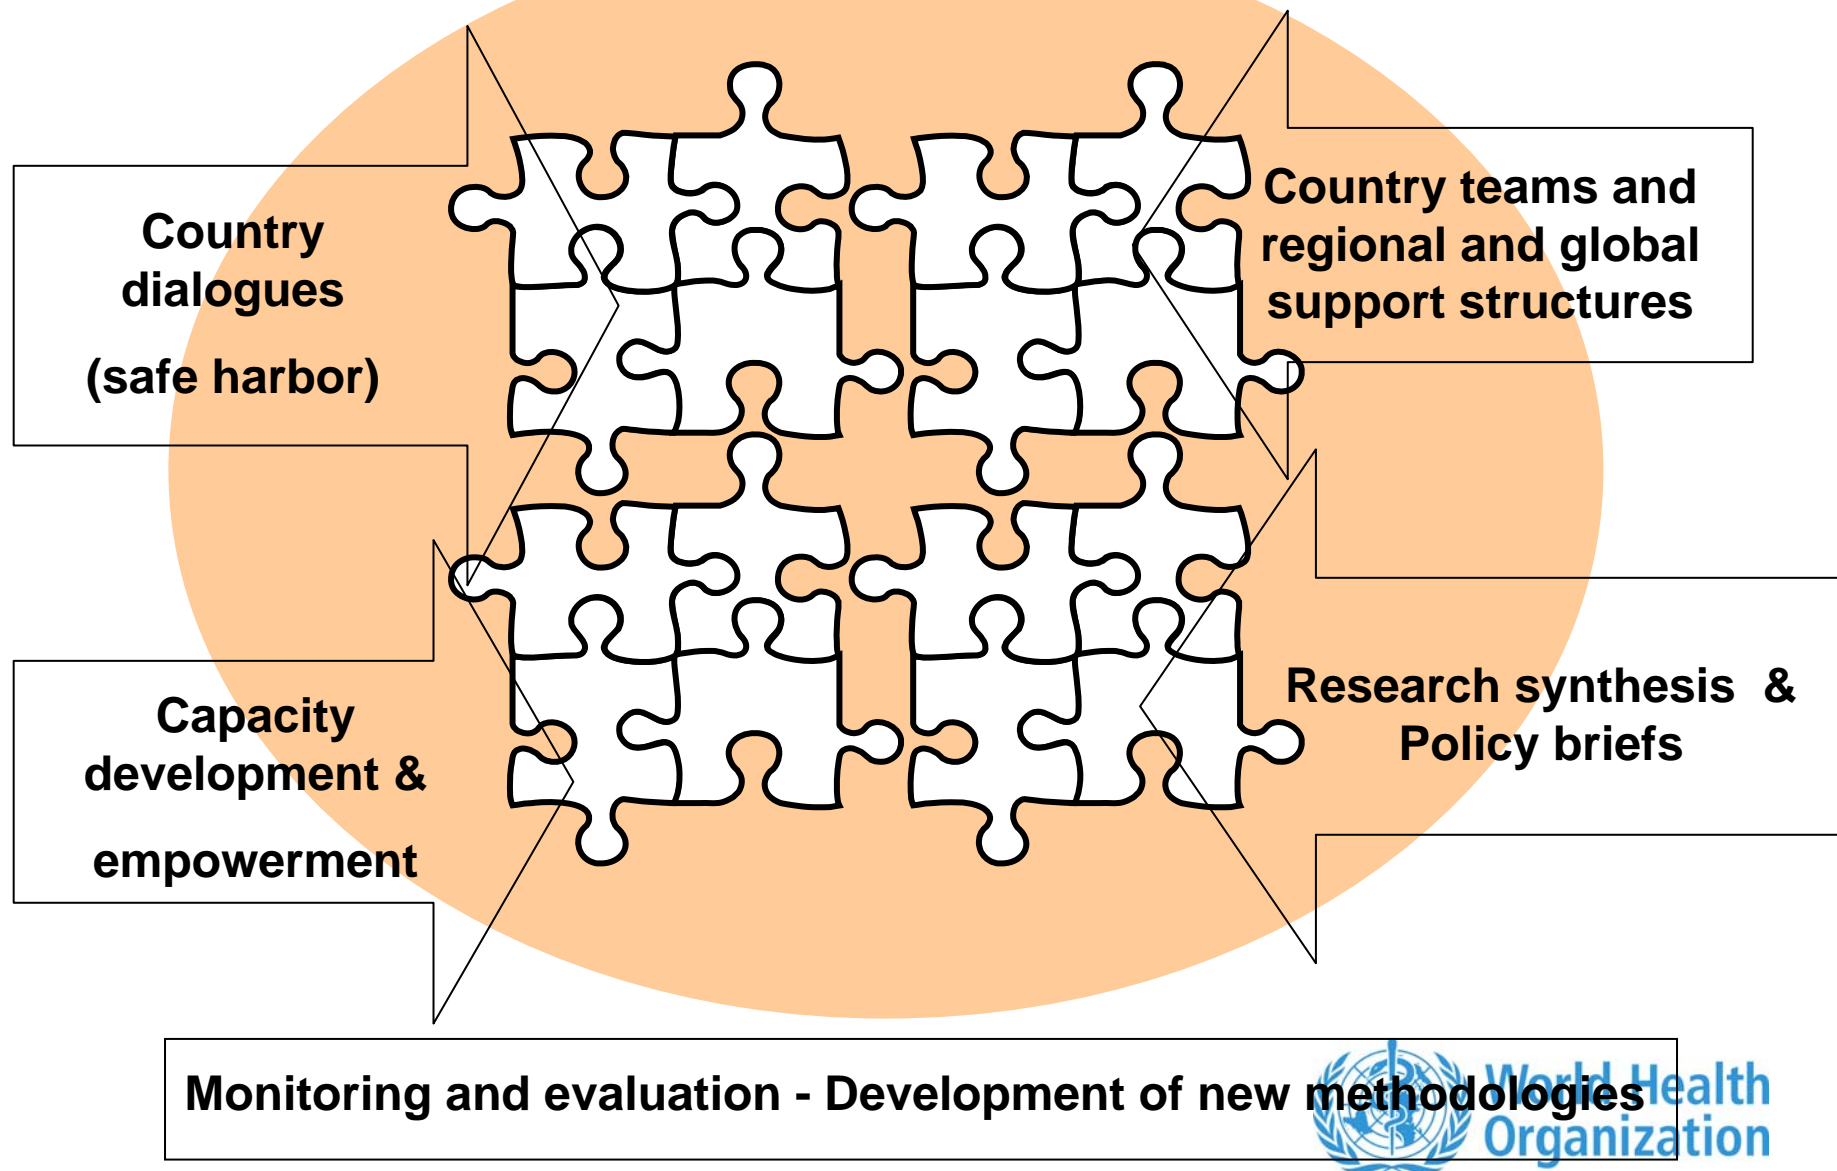 Country
dialogues
(safe harbor)
Country teams and
regional and global
support structures
Capacity
development &
empowerment
Research synthesis &
Policy briefs
Monitoring and evaluation - Development of new methodologies
World Health
Organization